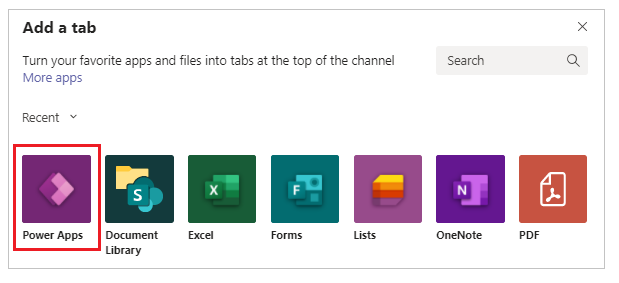 Add a tab
Turn your favorite apps and files into tabs at the top of the channel
More apps
Search
Recent
X
S
F
N
Power Apps
Document
Library
Excel
Forms
Lists
OneNote
PDF